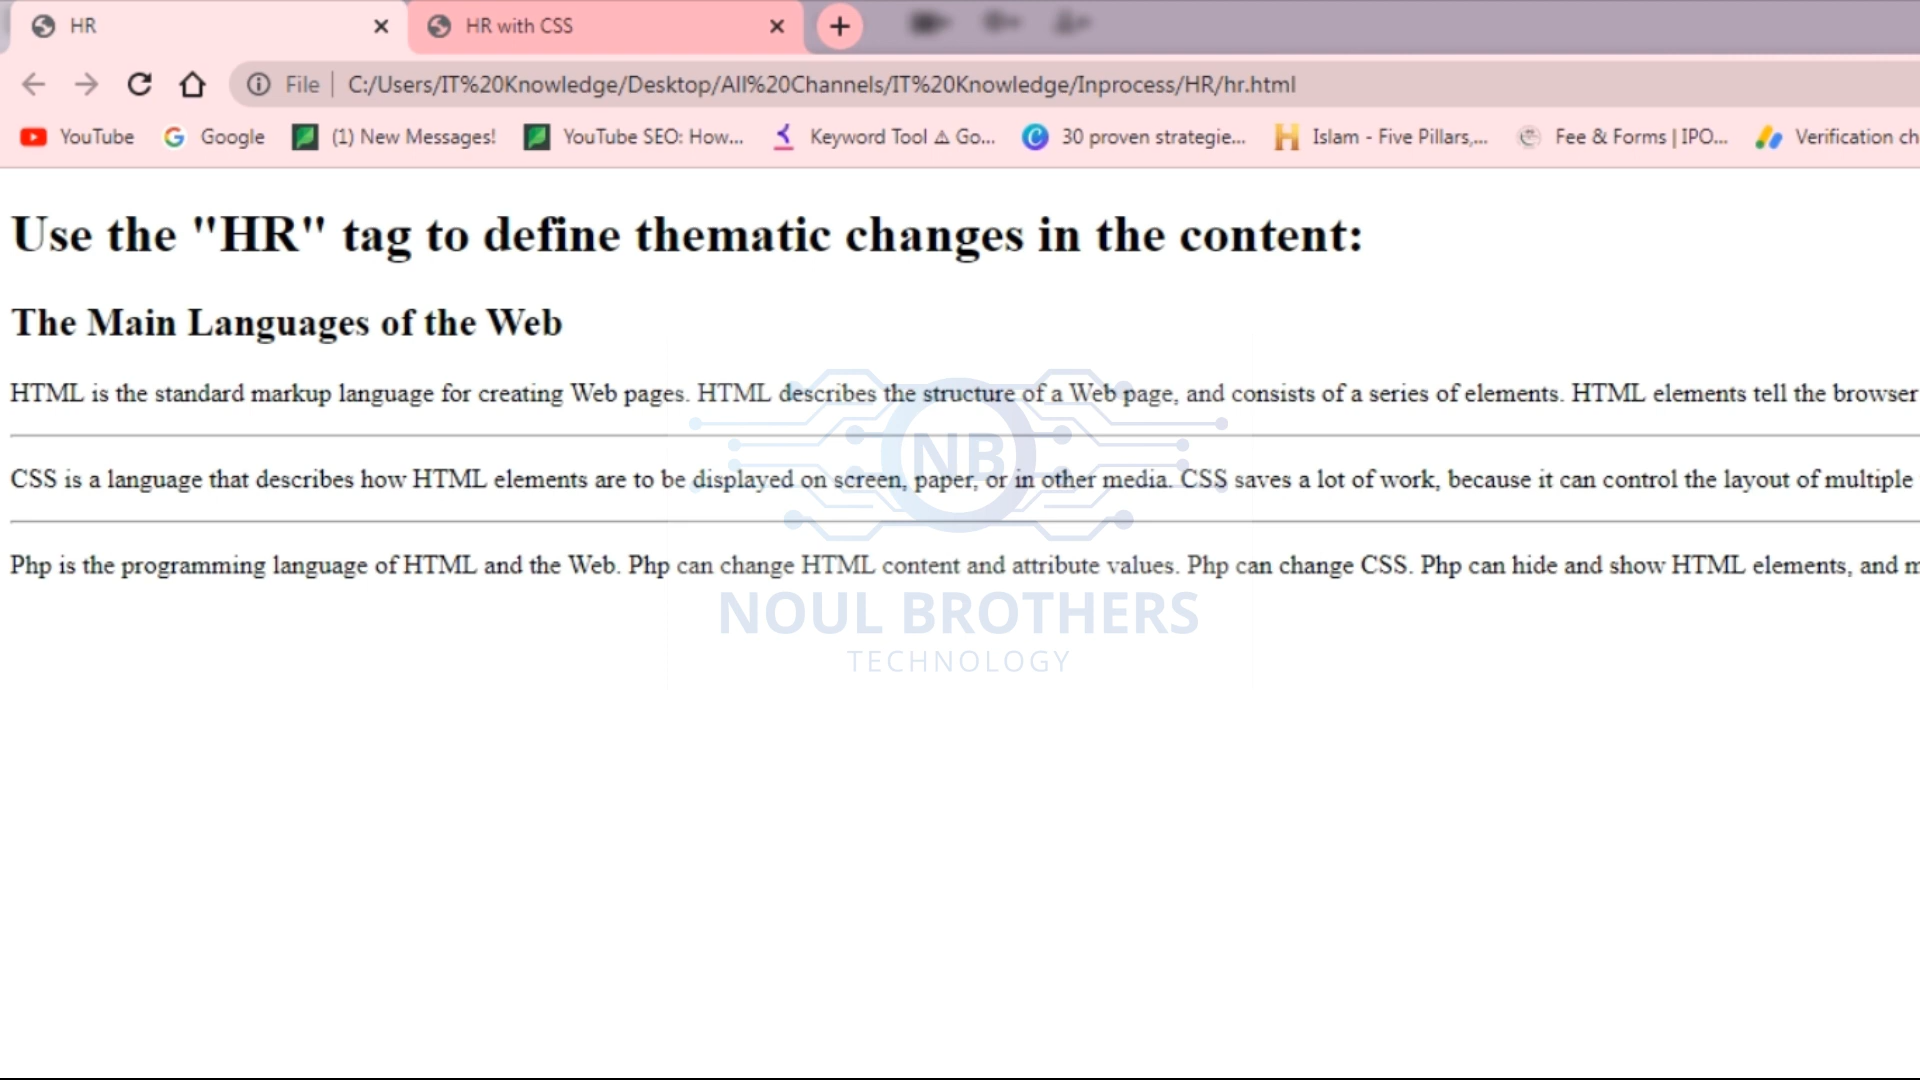 HR
HR with CSS
File
C:/Users/IT%20Knowledge/Desktop/All%20Channels/IT%20Knowledge/Inprocess/HR/hr.html
YouTube
Google
(1) New Messages!
YouTube SEO: How...
Keyword Tool ⚠ Go...
30 proven strategie...
Islam - Five Pillars,...
Fee & Forms | IPO...
Verification ch
Use the "HR" tag to define thematic changes in the content:
The Main Languages of the Web
HTML is the standard markup language for creating Web pages. HTML describes the structure of a Web page, and consists of a series of elements. HTML elements tell the browser
NB
CSS is a language that describes how HTML elements are to be displayed on screen, paper, or in other media. CSS saves a lot of work, because it can control the layout of multiple
Php is the programming language of HTML and the Web. Php can change HTML content and attribute values. Php can change CSS. Php can hide and show HTML elements, and m
NOUL BROTHERS
TECHNOLOGY